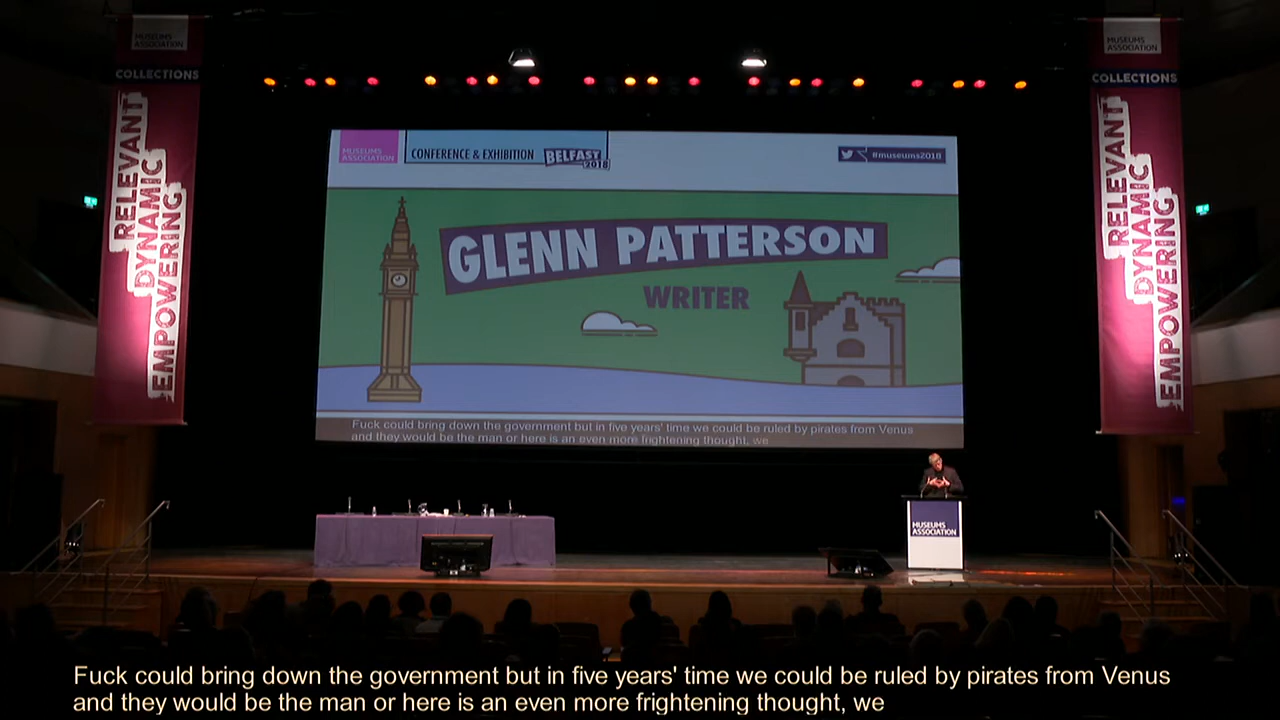 MUSEUMS
ASSOCIATION
COLLECTIONS
RELEVANT
DYNAMIC
EMPOWERING
MUSEUMS
ASSOCIATION
CONFERENCE & EXHIBITION
BELFAST
2018
#museums2018
GLENN PATTERSON
WRITER
Fuck could bring down the government but in five years' time we could be ruled by pirates from Venus
and they would be the man or here is an even more frightening thought, we
MUSEUMS
ASSOCIATION
COLLECTIONS
RELEVANT
DYNAMIC
EMPOWERING
MUSEUMS
ASSOCIATION
Fuck could bring down the government but in five years' time we could be ruled by pirates from Venus
and they would be the man or here is an even more frightening thought, we